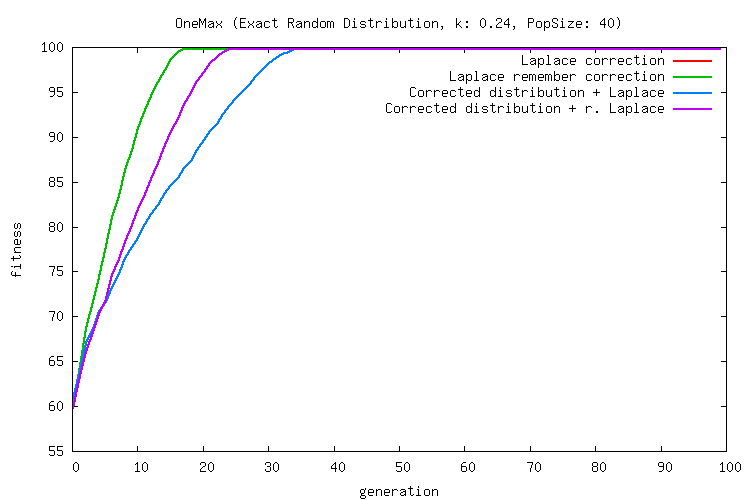 OneMax (Exact Random Distribution, k: 0.24, PopSize: 40)
100
95
90
85
80
75
70
65
60
55
fitness
Laplace correction
Laplace remember correction
Corrected distribution + Laplace
Corrected distribution + r. Laplace
0 10 20 30 40 50 60 70 80 90 100
generation